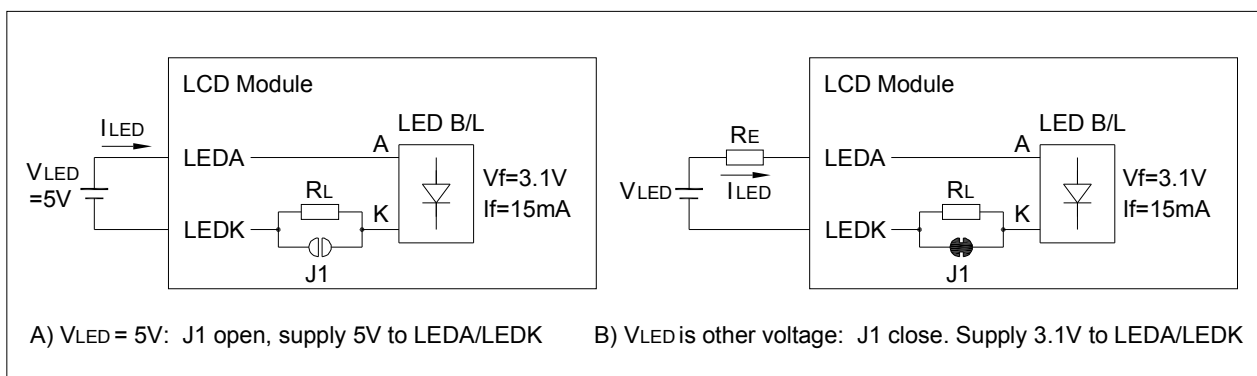 LCD Module
ILED
LED B/L
LEDA
A
VLED
=5V
Vf=3.1V
If=15mA
RL
K
LEDK
J1
A) VLED = 5V: J1 open, supply 5V to LEDA/LEDK
LCD Module
RE
LED B/L
LEDA
A
VLED
ILED
Vf=3.1V
If=15mA
RL
K
LEDK
J1
B) VLED is other voltage: J1 close. Supply 3.1V to LEDA/LEDK